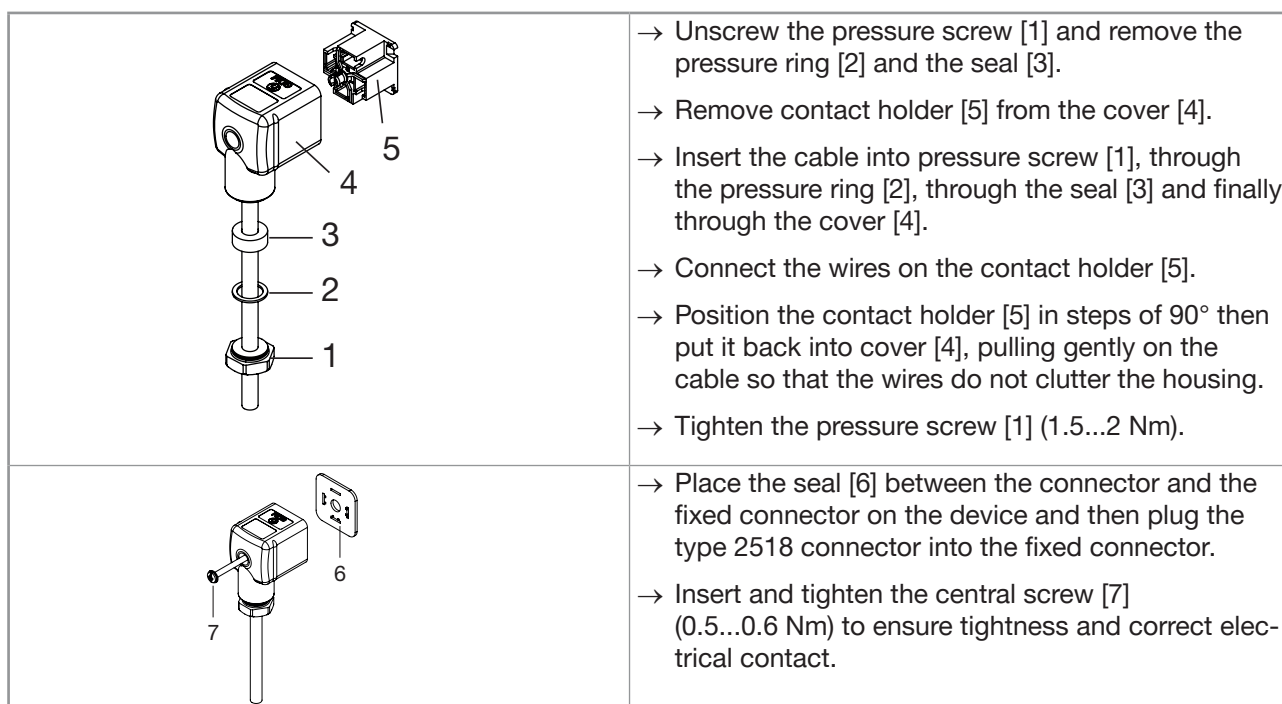 5
4
3
2
1
→ Unscrew the pressure screw [1] and remove the
pressure ring [2] and the seal [3].
→ Remove contact holder [5] from the cover [4].
→ Insert the cable into pressure screw [1], through
the pressure ring [2], through the seal [3] and finally
through the cover [4].
→ Connect the wires on the contact holder [5].
→ Position the contact holder [5] in steps of 90° then
put it back into cover [4], pulling gently on the
cable so that the wires do not clutter the housing.
→ Tighten the pressure screw [1] (1.5...2 Nm).
6
7
→ Place the seal [6] between the connector and the
fixed connector on the device and then plug the
type 2518 connector into the fixed connector.
→ Insert and tighten the central screw [7]
(0.5...0.6 Nm) to ensure tightness and correct elec-
trical contact.